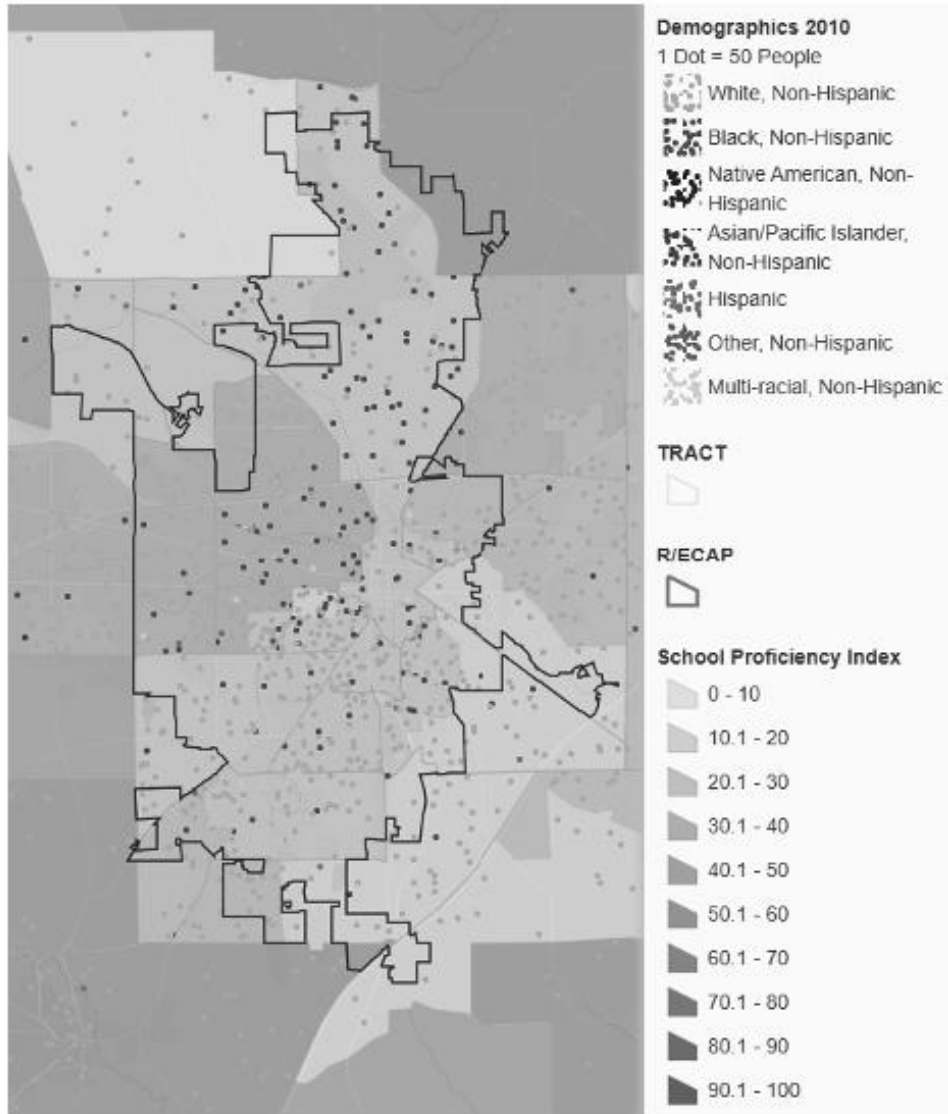 Demographics 2010
1 Dot = 50 People
White, Non-Hispanic
Black, Non-Hispanic
Native American, Non-
Hispanic
Asian/Pacific Islander,
Non-Hispanic
Hispanic
Other, Non-Hispanic
Multi-racial, Non-Hispanic
TRACT
R/ECAP
School Proficiency Index
0 - 10
10.1 - 20
20.1 - 30
30.1 - 40
40.1 - 50
50.1 - 60
60.1 - 70
70.1 - 80
80.1 - 90
90.1 - 100